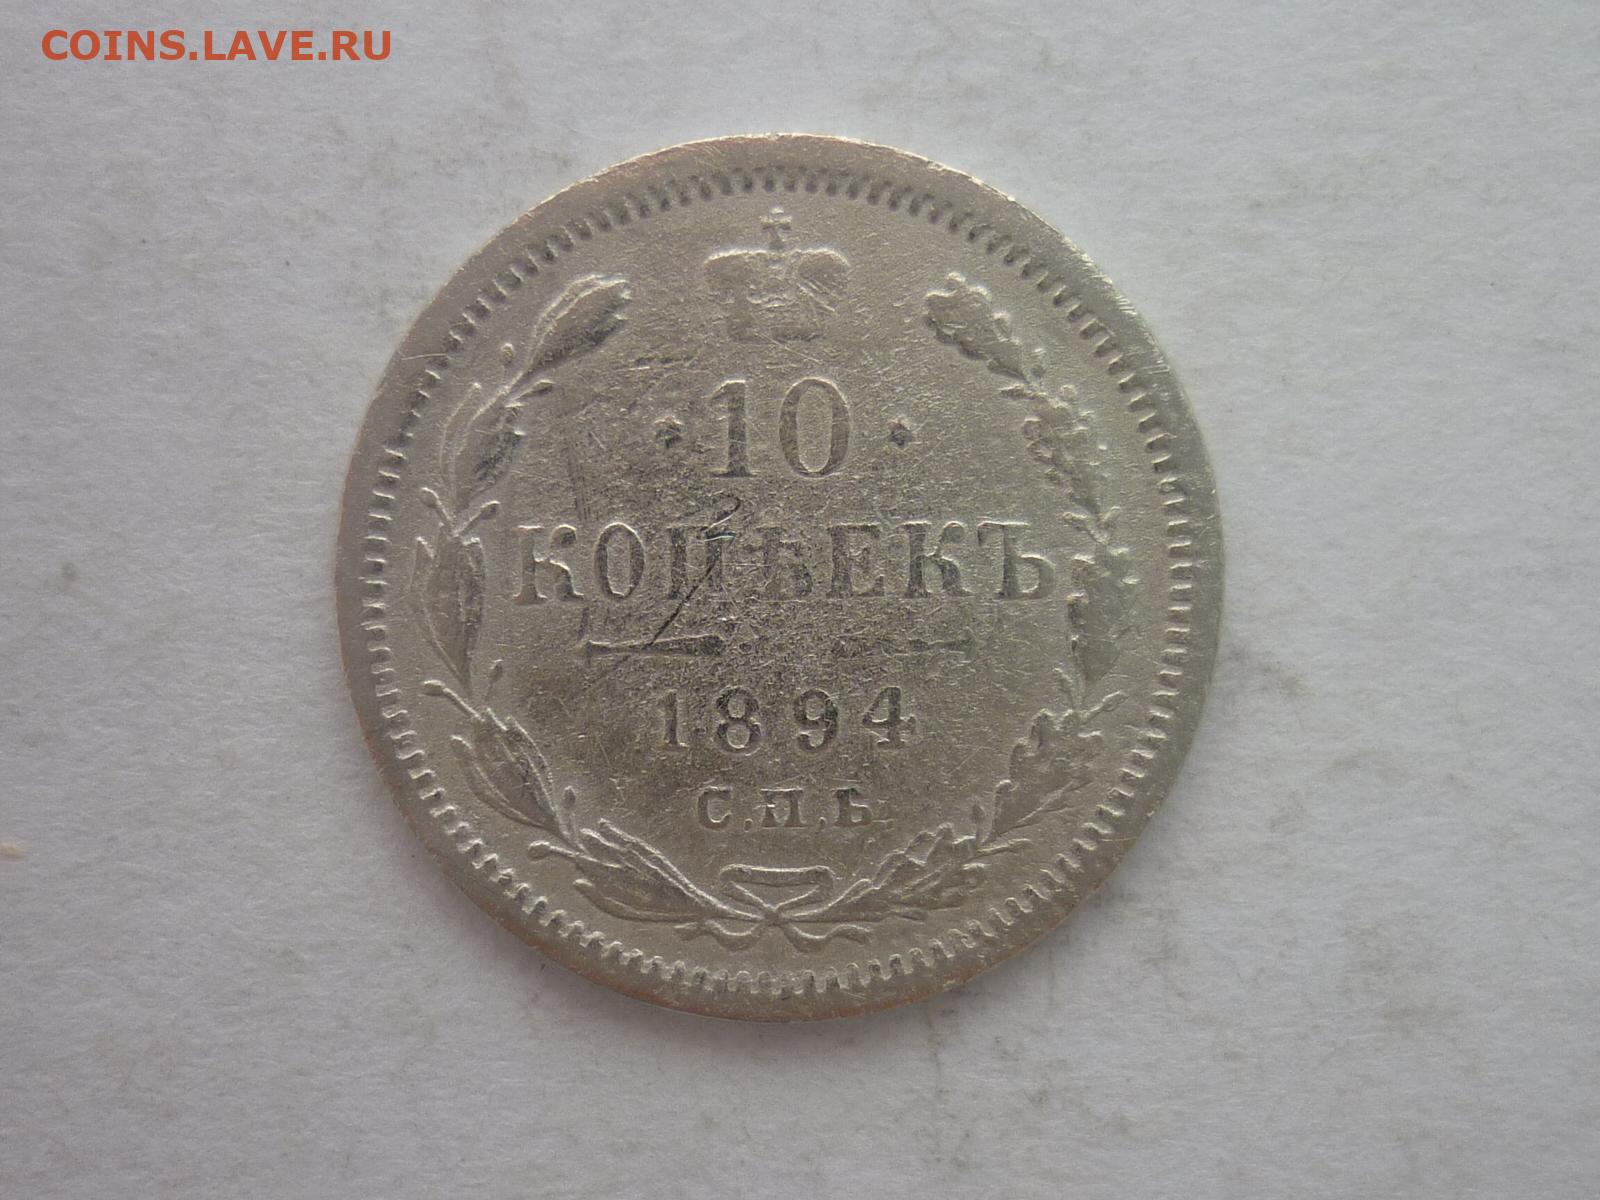 COINS.LAVE.RU
· 10 ·
КОПѢЕКЪ
1894
С.П.Б.